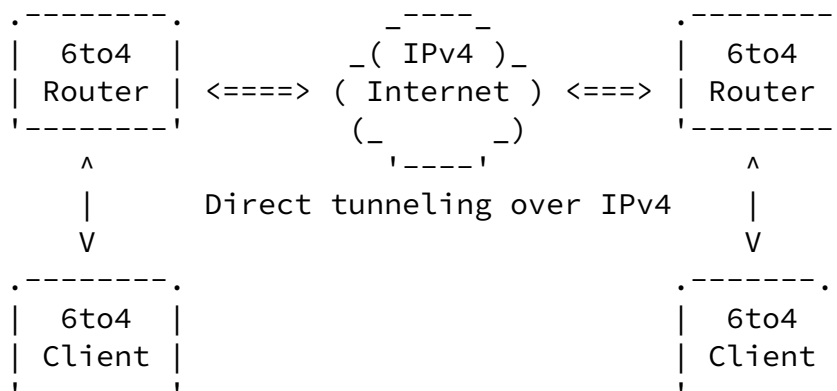 .--------.           _----_            .--------
|  6to4  |         _( IPv4 )_          |  6to4
| Router | <====> ( Internet ) <===> | Router
'--------'         (_      _)          '--------
    ^                '----'                ^
    |      Direct tunneling over IPv4      |
    V                                      V
.--------.                             .-------.
|  6to4  |                             |  6to4
| Client |                             | Client
'--------'                             '--------